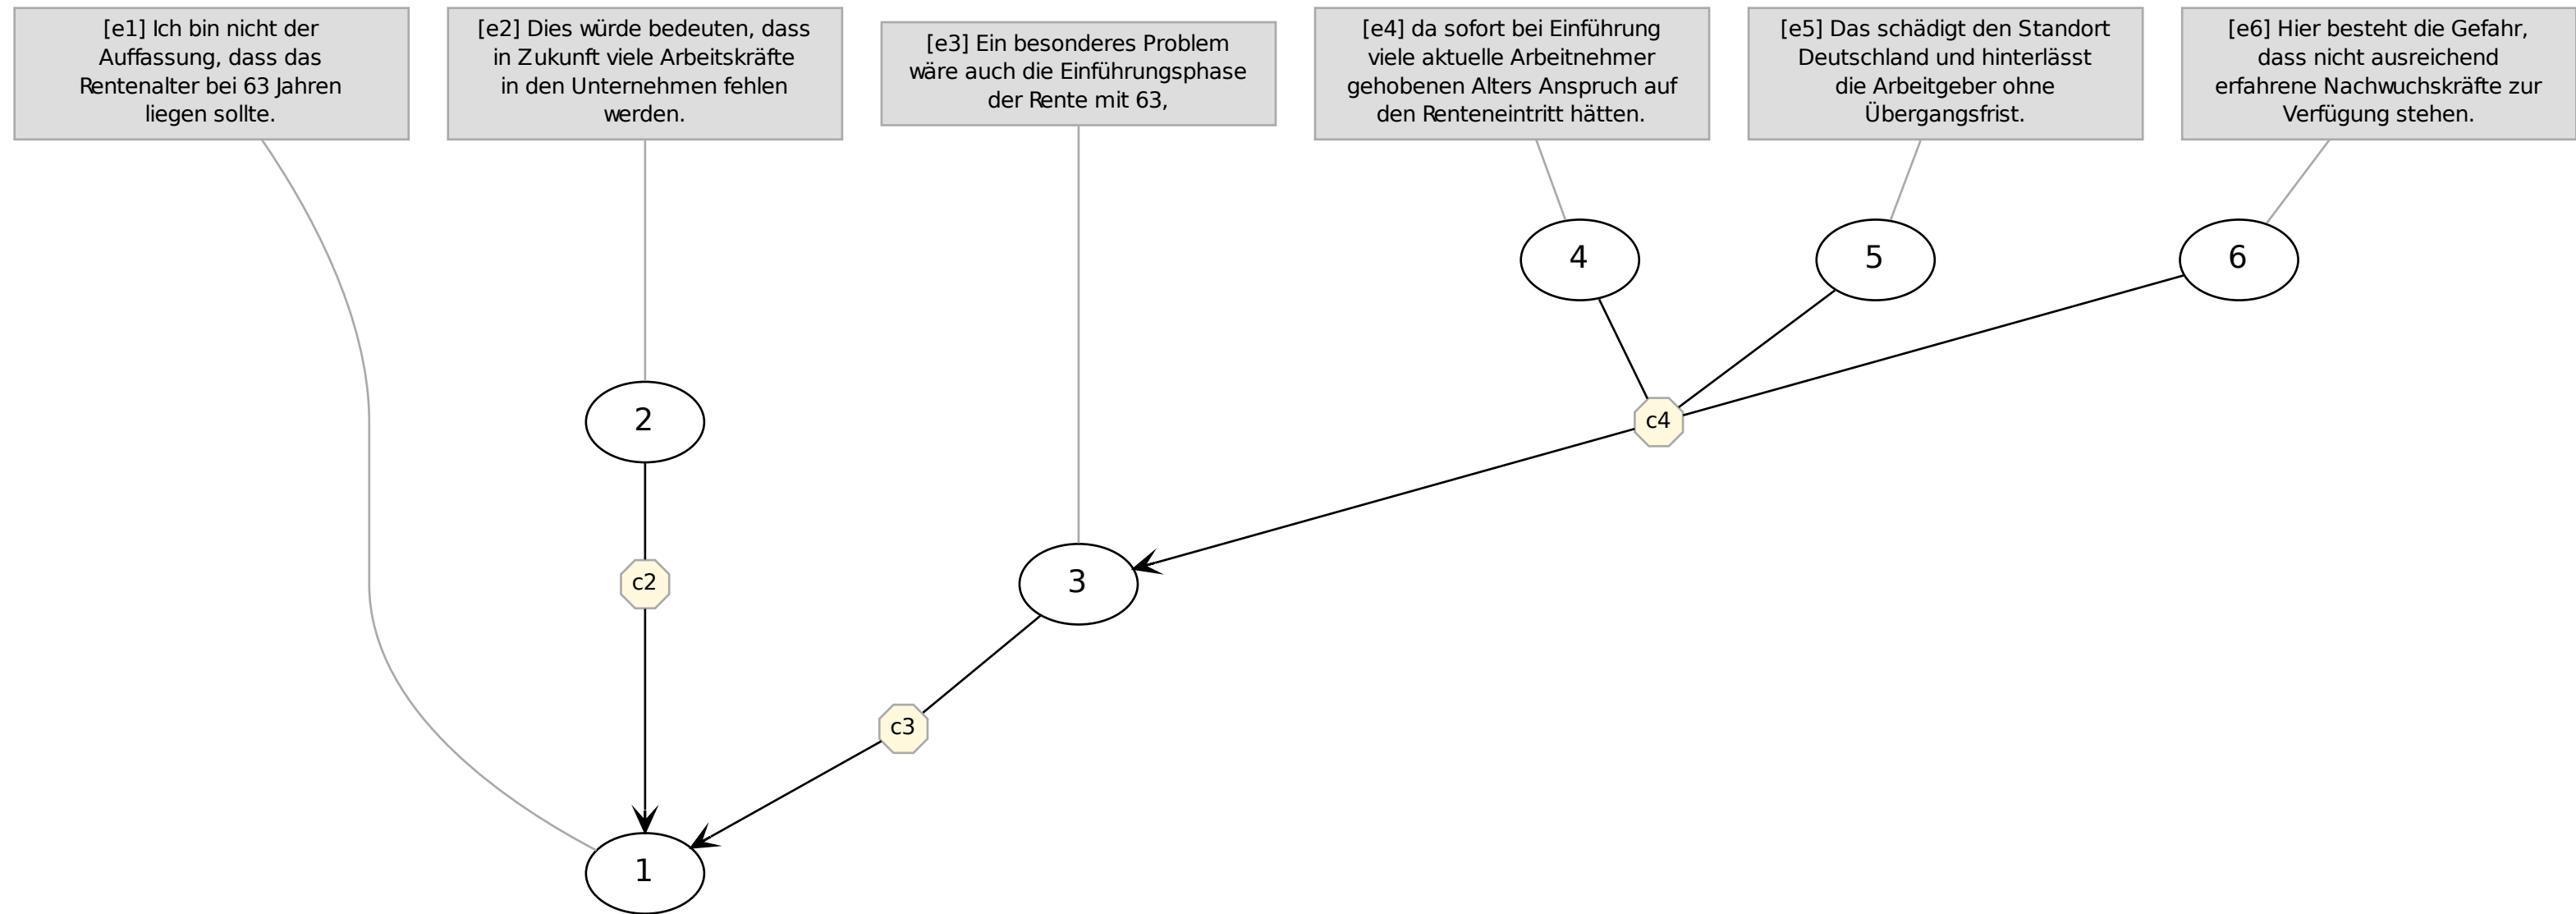 [e1] Ich bin nicht der
Auffassung, dass das
Rentenalter bei 63 Jahren
liegen sollte.
[e2] Dies würde bedeuten, dass
in Zukunft viele Arbeitskräfte
in den Unternehmen fehlen
werden.
[e3] Ein besonderes Problem
wäre auch die Einführungsphase
der Rente mit 63,
[e4] da sofort bei Einführung
viele aktuelle Arbeitnehmer
gehobenen Alters Anspruch auf
den Renteneintritt hätten.
[e5] Das schädigt den Standort
Deutschland und hinterlässt
die Arbeitgeber ohne
Übergangsfrist.
[e6] Hier besteht die Gefahr,
dass nicht ausreichend
erfahrene Nachwuchskräfte zur
Verfügung stehen.
4
5
6
2
c4
c2
3
c3
1